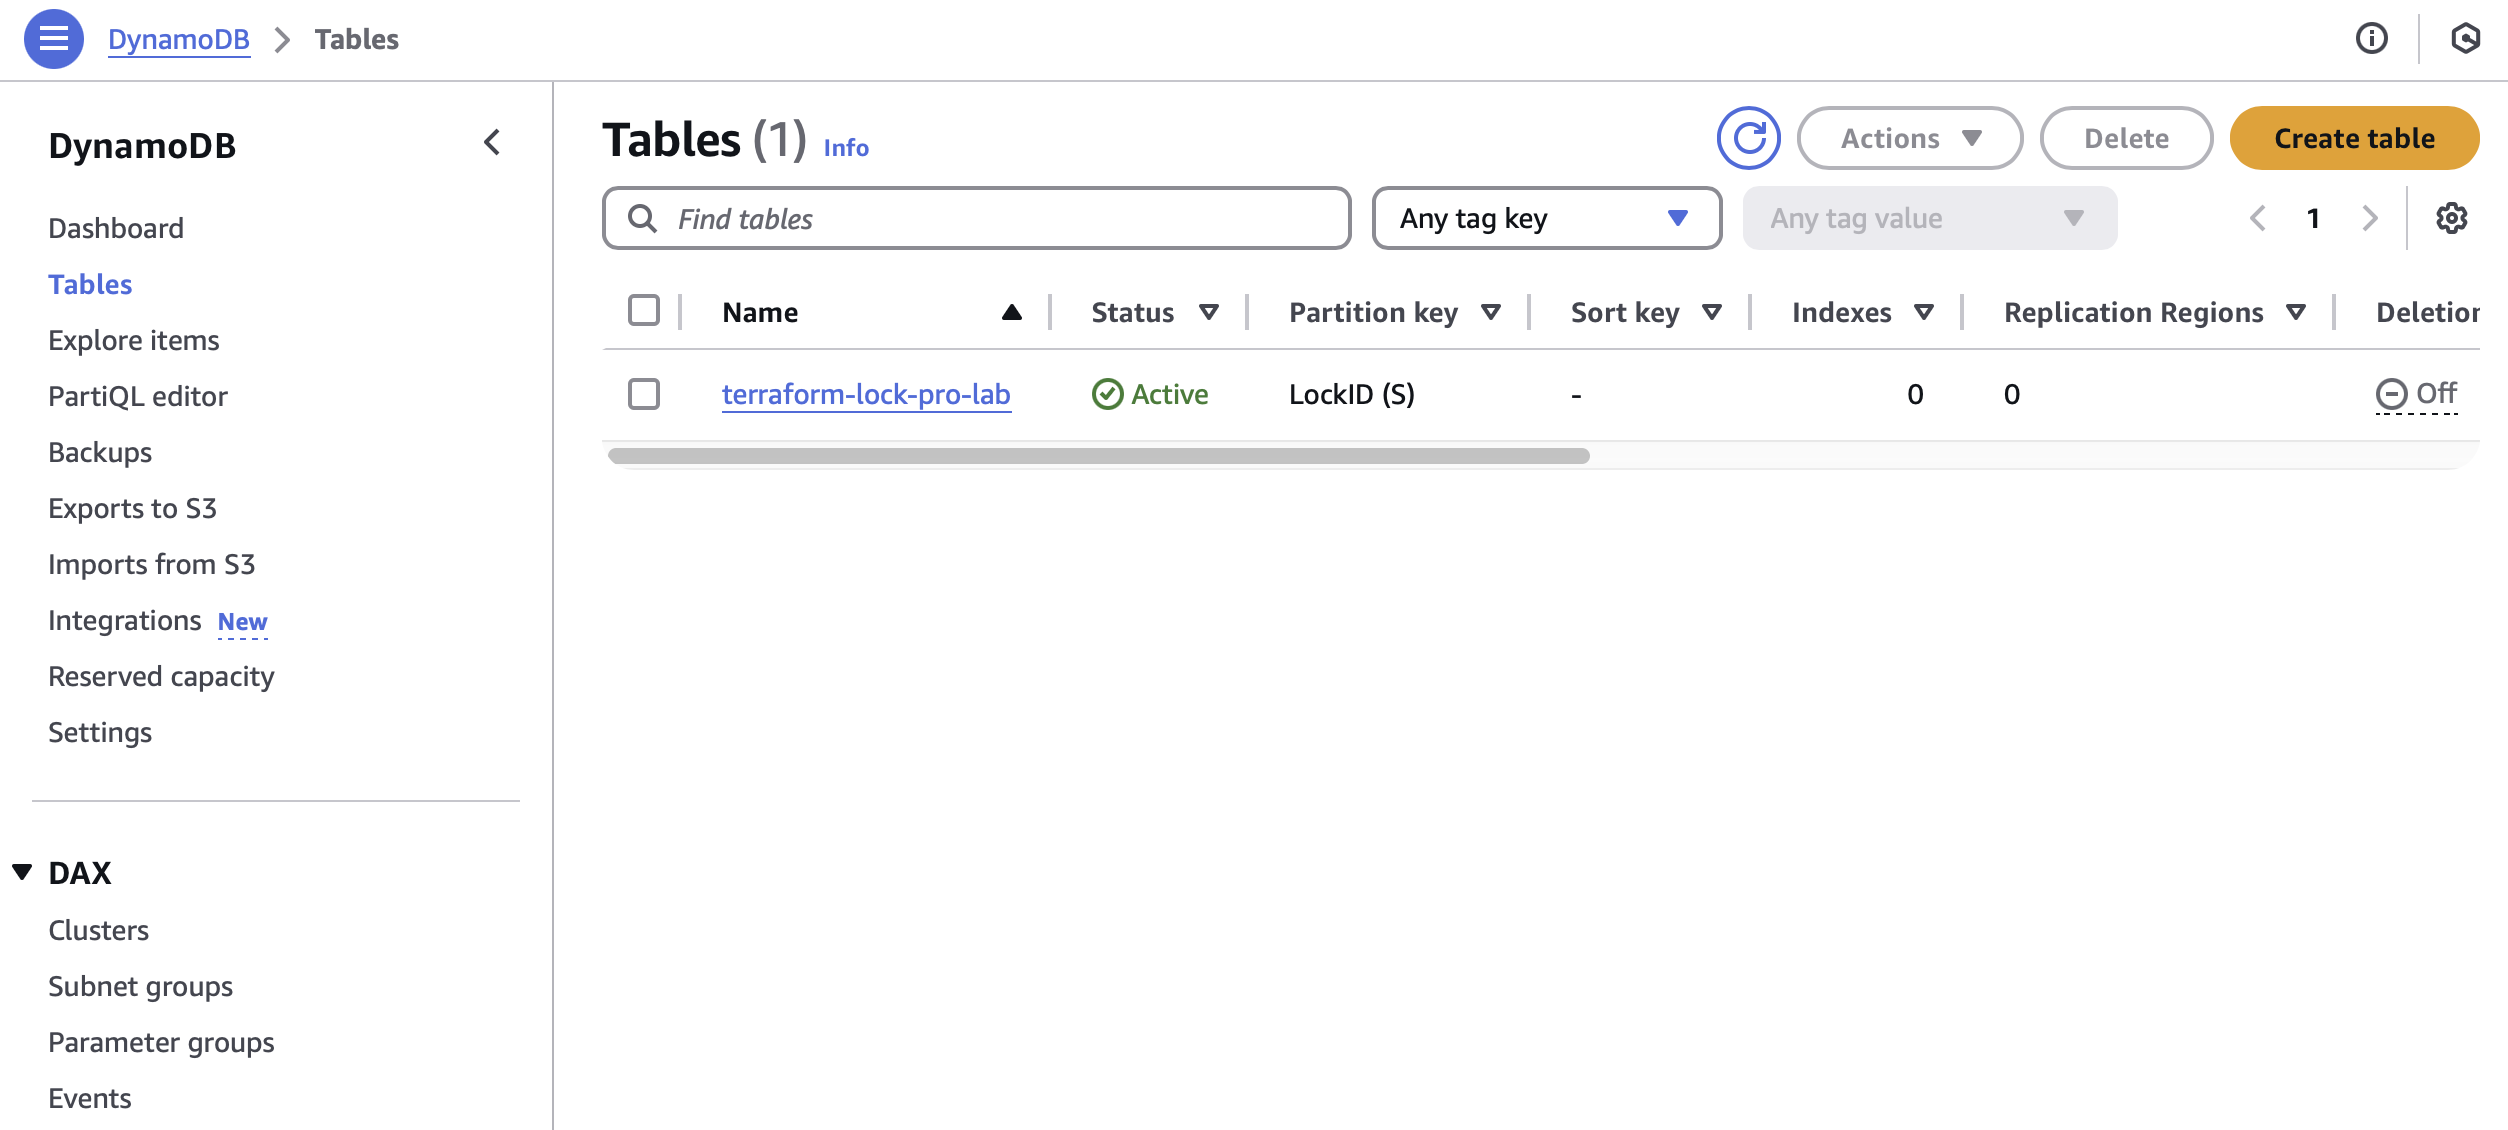 DynamoDB > Tables
DynamoDB
Dashboard
Tables
Explore items
PartiQL editor
Backups
Exports to S3
Imports from S3
Integrations New
Reserved capacity
Settings
DAX
Clusters
Subnet groups
Parameter groups
Events
Tables (1) Info
Actions Delete Create table
Find tables Any tag key Any tag value 1
Name Status Partition key Sort key Indexes Replication Regions Deletion
terraform-lock-pro-lab Active LockID (S) - 0 0 Off